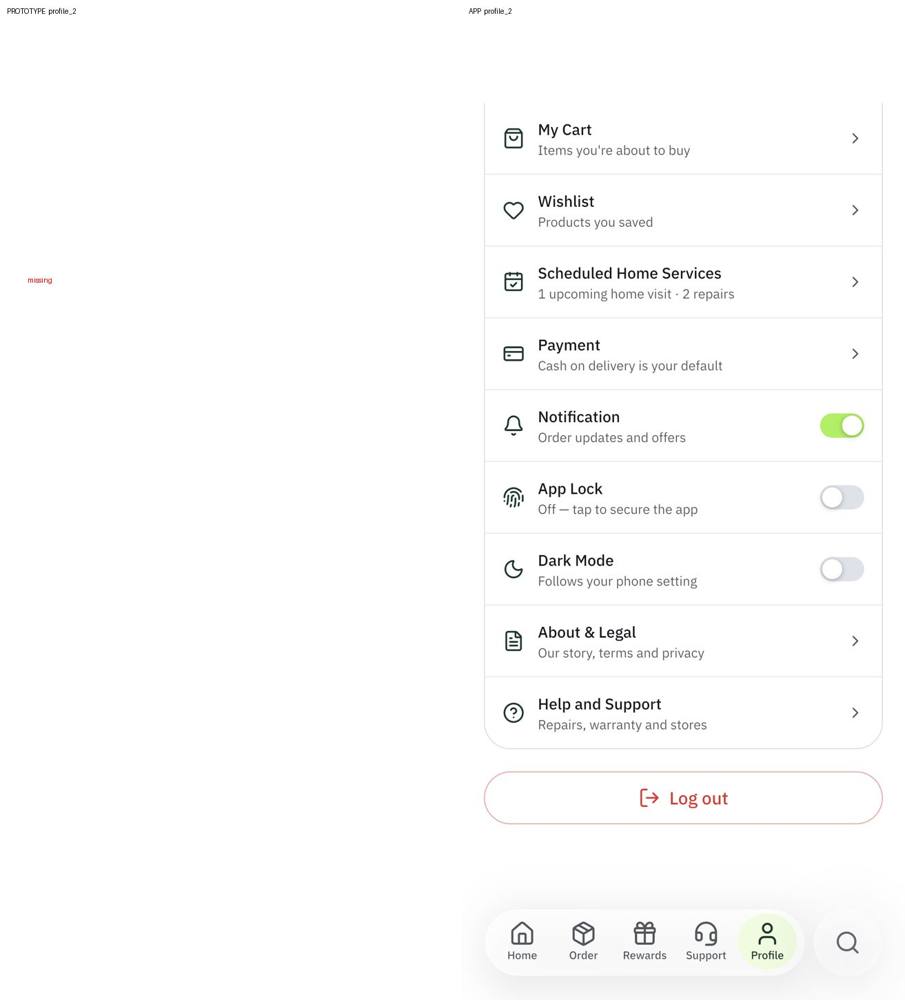 PROTOTYPE profile_2
APP profile_2
missing
My Cart
Items you're about to buy
Wishlist
Products you saved
Scheduled Home Services
1 upcoming home visit · 2 repairs
Payment
Cash on delivery is your default
Notification
Order updates and offers
App Lock
Off — tap to secure the app
Dark Mode
Follows your phone setting
About & Legal
Our story, terms and privacy
Help and Support
Repairs, warranty and stores
Log out
Home
Order
Rewards
Support
Profile